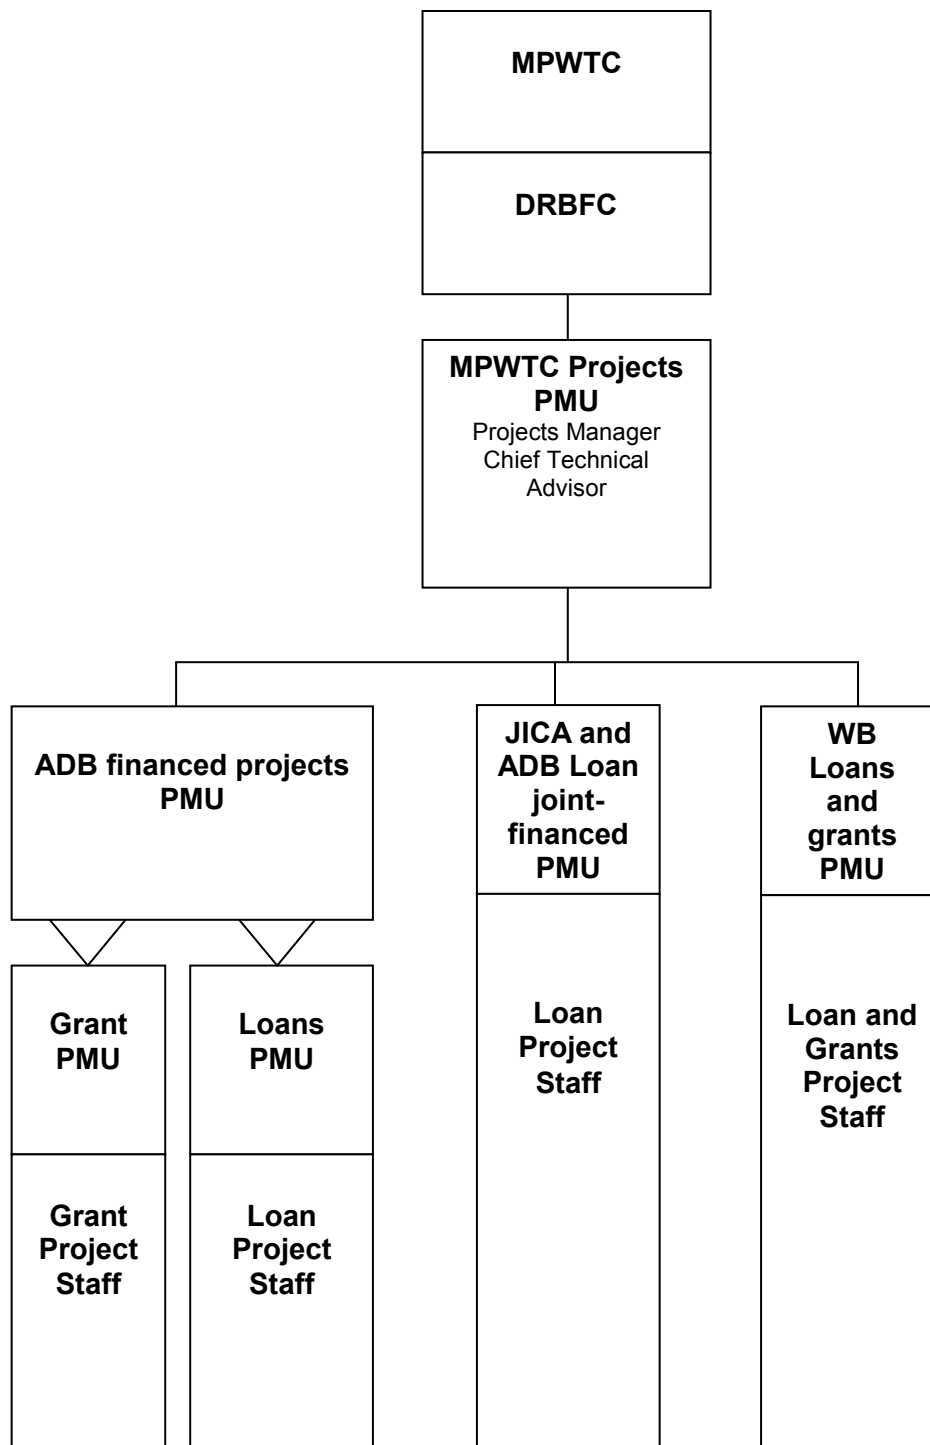 MPWTC
DRBFC
MPWTC Projects
PMU
Projects Manager
Chief Technical
Advisor
ADB financed projects
PMU
JICA and
ADB Loan
joint-
financed
PMU
WB
Loans
and
grants
PMU
Grant
PMU
Loans
PMU
Loan
Project
Staff
Loan and
Grants
Project
Staff
Grant
Project
Staff
Loan
Project
Staff